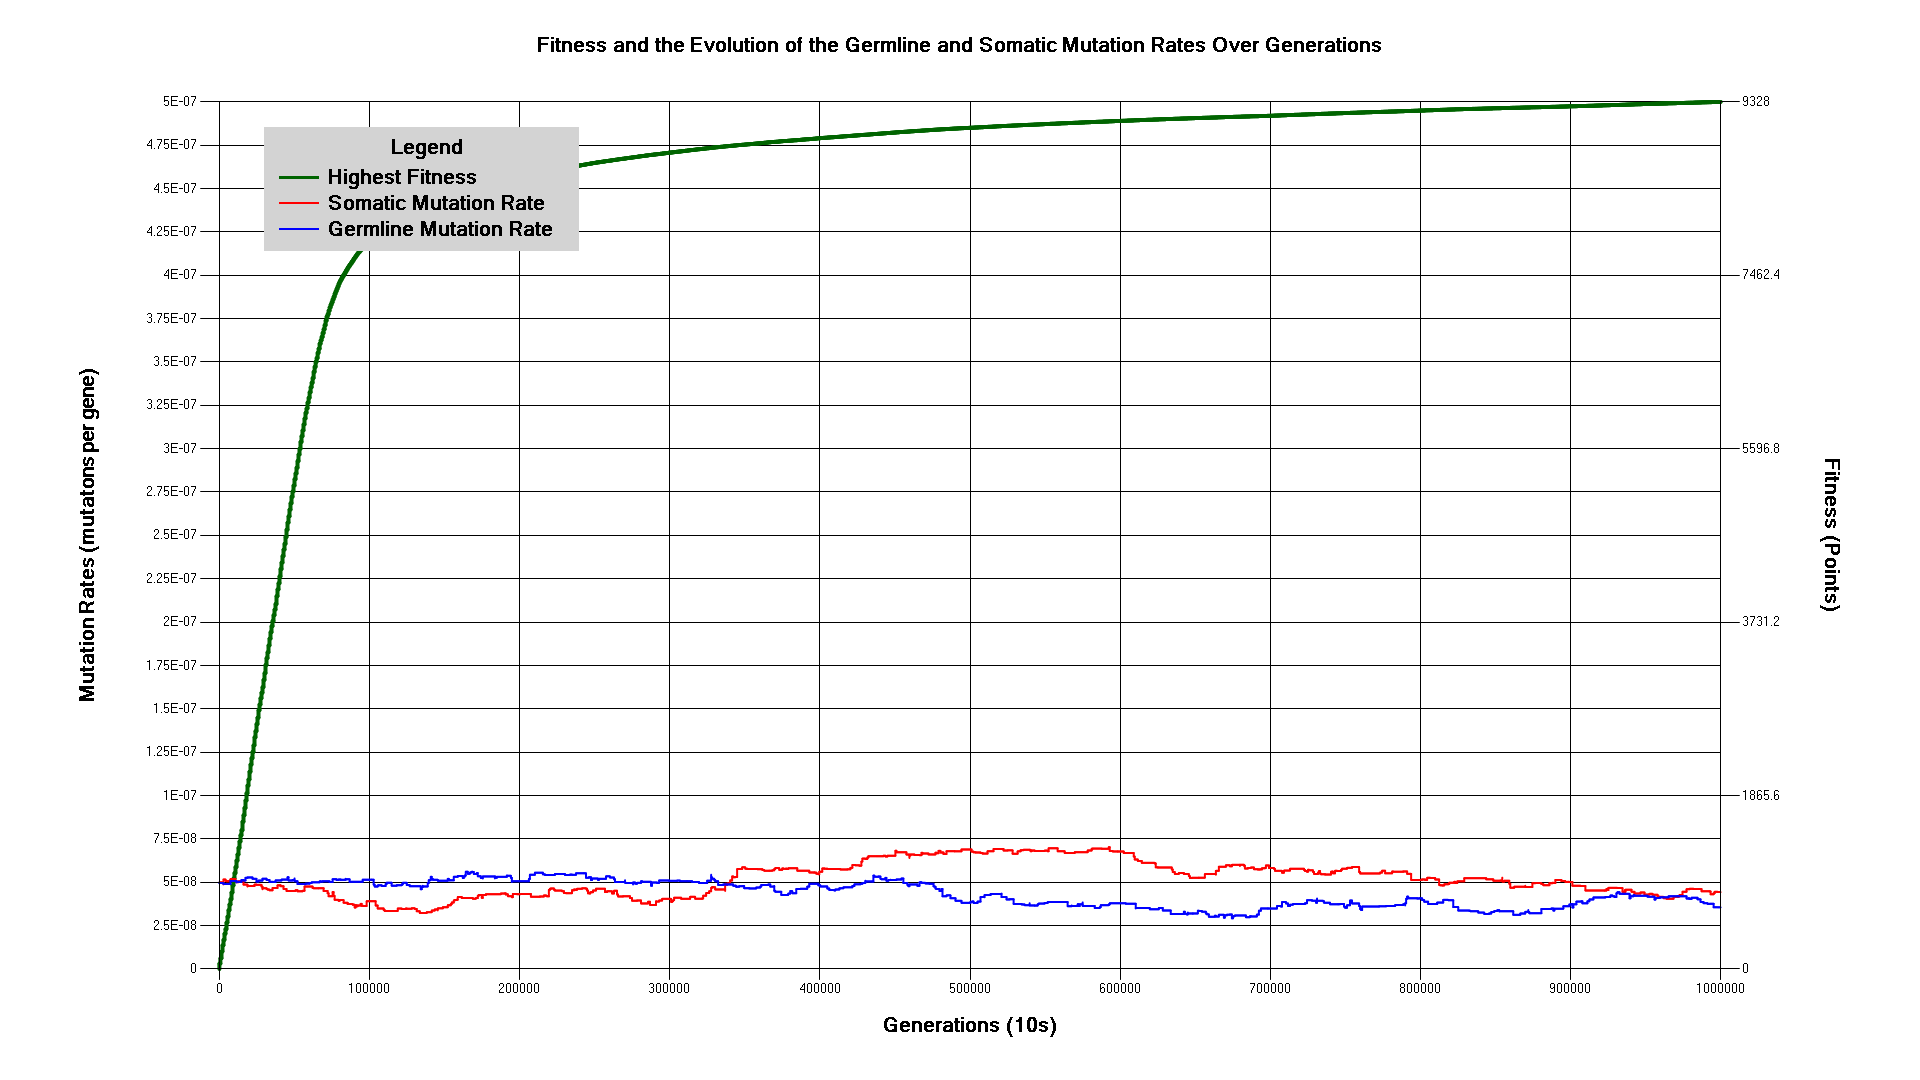 Fitness and the Evolution of the Germline and Somatic Mutation Rates Over Generations
Legend
Highest Fitness
Somatic Mutation Rate
Germline Mutation Rate
Mutation Rates (mutatons per gene)
5E-07
4.75E-07
4.5E-07
4.25E-07
4E-07
3.75E-07
3.5E-07
3.25E-07
3E-07
2.75E-07
2.5E-07
2.25E-07
2E-07
1.75E-07
1.5E-07
1.25E-07
1E-07
7.5E-08
5E-08
2.5E-08
0
9328
7462.4
5596.8
3731.2
1865.6
0
Fitness (Points)
0 100000 200000 300000 400000 500000 600000 700000 800000 900000 1000000
Generations (10s)